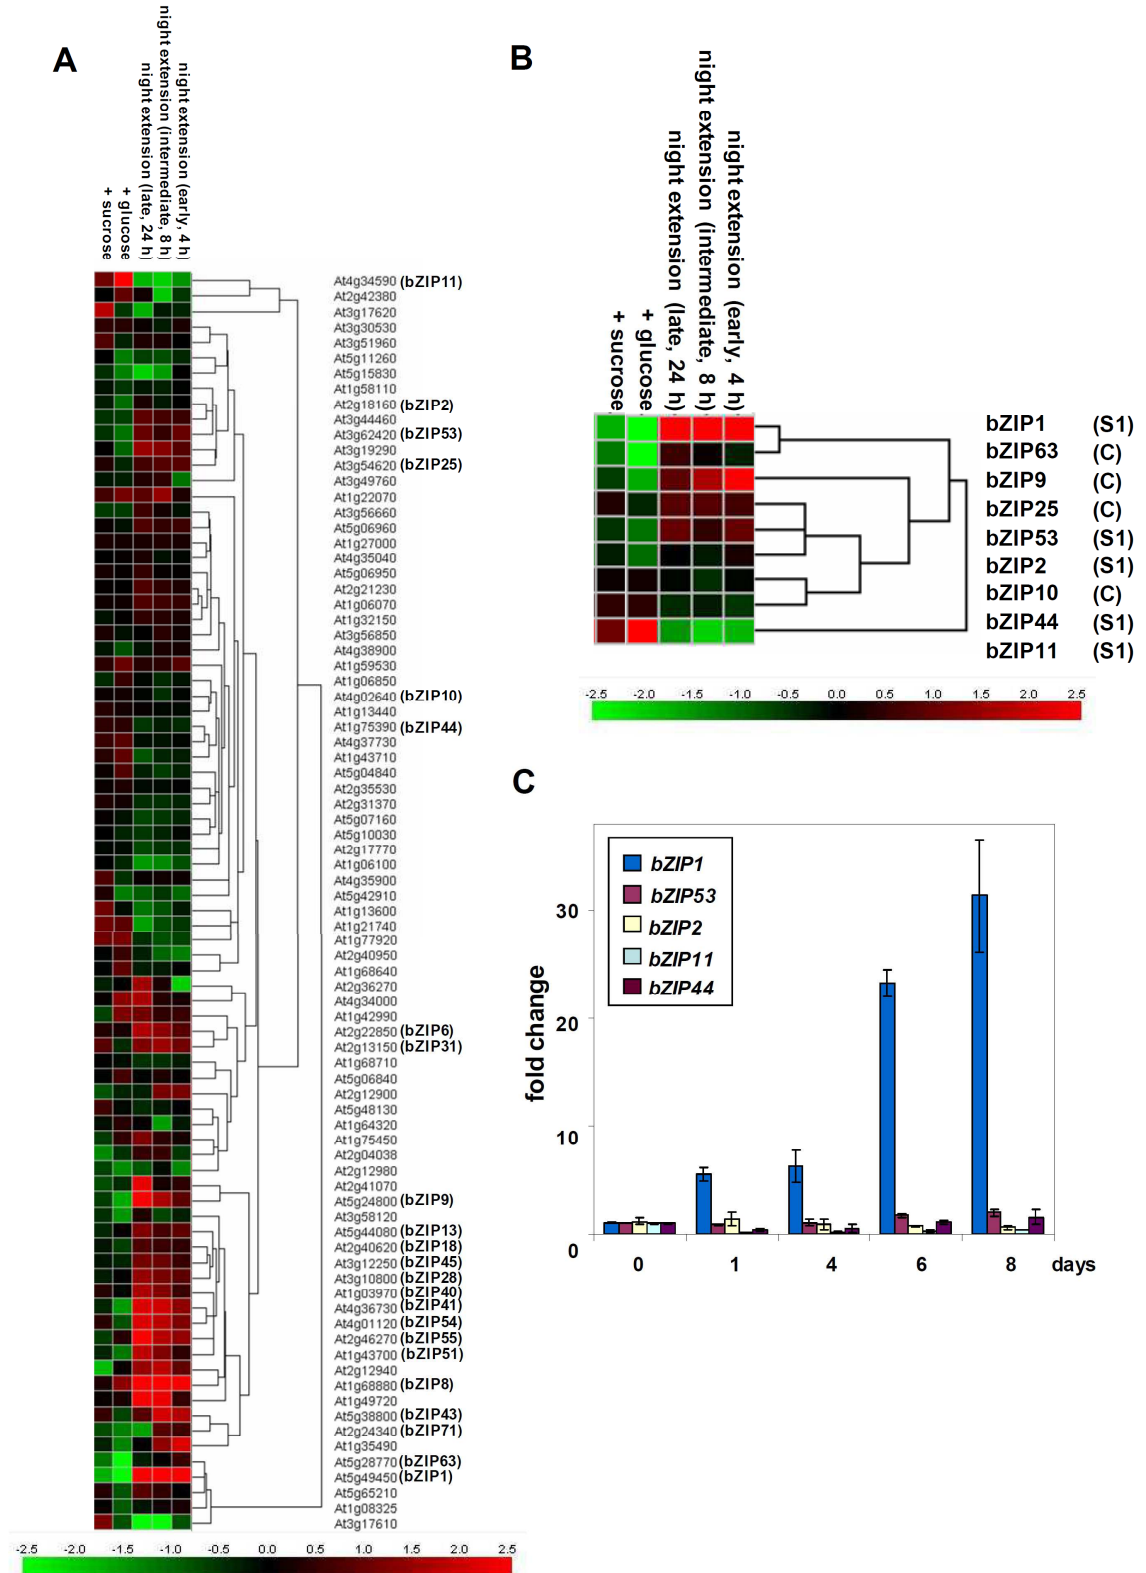 A
+ sucrose
+ glucose
night extension (late, 24 h)
night extension (intermediate, 8 h)
night extension (early, 4 h)
At4g34590 (bZIP11)
At2g42380
At3g17620
At3g30530
At3g51960
At5g11260
At5g15830
At1g58110
At2g18160 (bZIP2)
At3g44460
At3g62420 (bZIP53)
At3g19290
At3g54620 (bZIP25)
At3g49760
At1g22070
At3g56660
At5g06960
At1g27000
At4g35040
At5g06950
At2g21230
At1g06070
At1g32150
At3g56850
At4g38900
At1g59530
At1g06850
At4g02640 (bZIP10)
At1g13440
At1g75390 (bZIP44)
At4g37730
At1g43710
At5g04840
At2g35530
At2g31370
At5g07160
At5g10030
At2g17770
At1g06100
At4g35900
At5g42910
At1g13600
At1g21740
At1g77920
At2g40950
At1g68640
At2g36270
At4g34000
At1g42990
At2g22850 (bZIP6)
At2g13150 (bZIP31)
At1g68710
At5g06840
At2g12900
At5g48130
At1g64320
At1g75450
At2g04038
At2g12980
At2g41070
At5g24800 (bZIP9)
At3g58120
At5g44080 (bZIP13)
At2g40620 (bZIP18)
At3g12250 (bZIP45)
At3g10800 (bZIP28)
At1g03970 (bZIP40)
At4g36730 (bZIP41)
At4g01120 (bZIP54)
At2g46270 (bZIP55)
At1g43700 (bZIP51)
At2g12940
At1g68880 (bZIP8)
At1g49720
At5g38800 (bZIP43)
At2g24340 (bZIP71)
At1g35490
At5g28770 (bZIP63)
At5g49450 (bZIP1)
At5g65210
At1g08325
At3g17610
-2.5 -2.0 -1.5 -1.0 -0.5 0.0 0.5 1.0 1.5 2.0 2.5
B
+ sucrose
+ glucose
night extension (late, 24 h)
night extension (intermediate, 8 h)
night extension (early, 4 h)
bZIP1 (S1)
bZIP63 (C)
bZIP9 (C)
bZIP25 (C)
bZIP53 (S1)
bZIP2 (S1)
bZIP10 (C)
bZIP44 (S1)
bZIP11 (S1)
-2.5 -2.0 -1.5 -1.0 -0.5 0.0 0.5 1.0 1.5 2.0 2.5
C
bZIP1
bZIP53
bZIP2
bZIP11
bZIP44
fold change
30
20
10
0
0 1 4 6 8 days